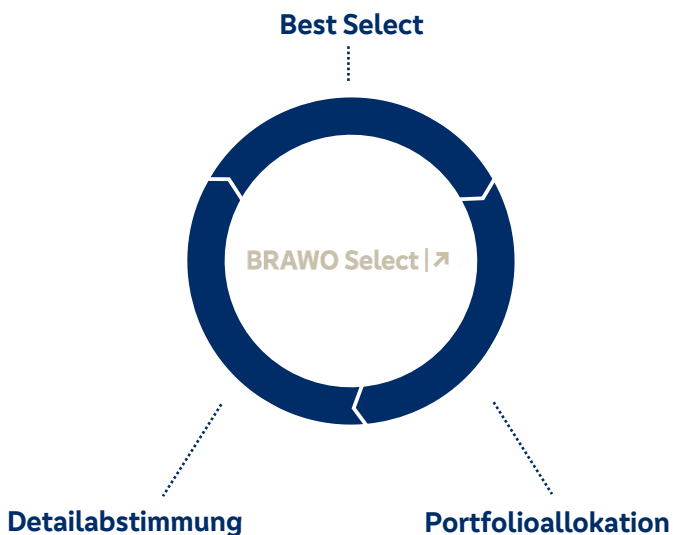 Best Select
BRAWO Select
Detailabstimmung
Portfolioallokation